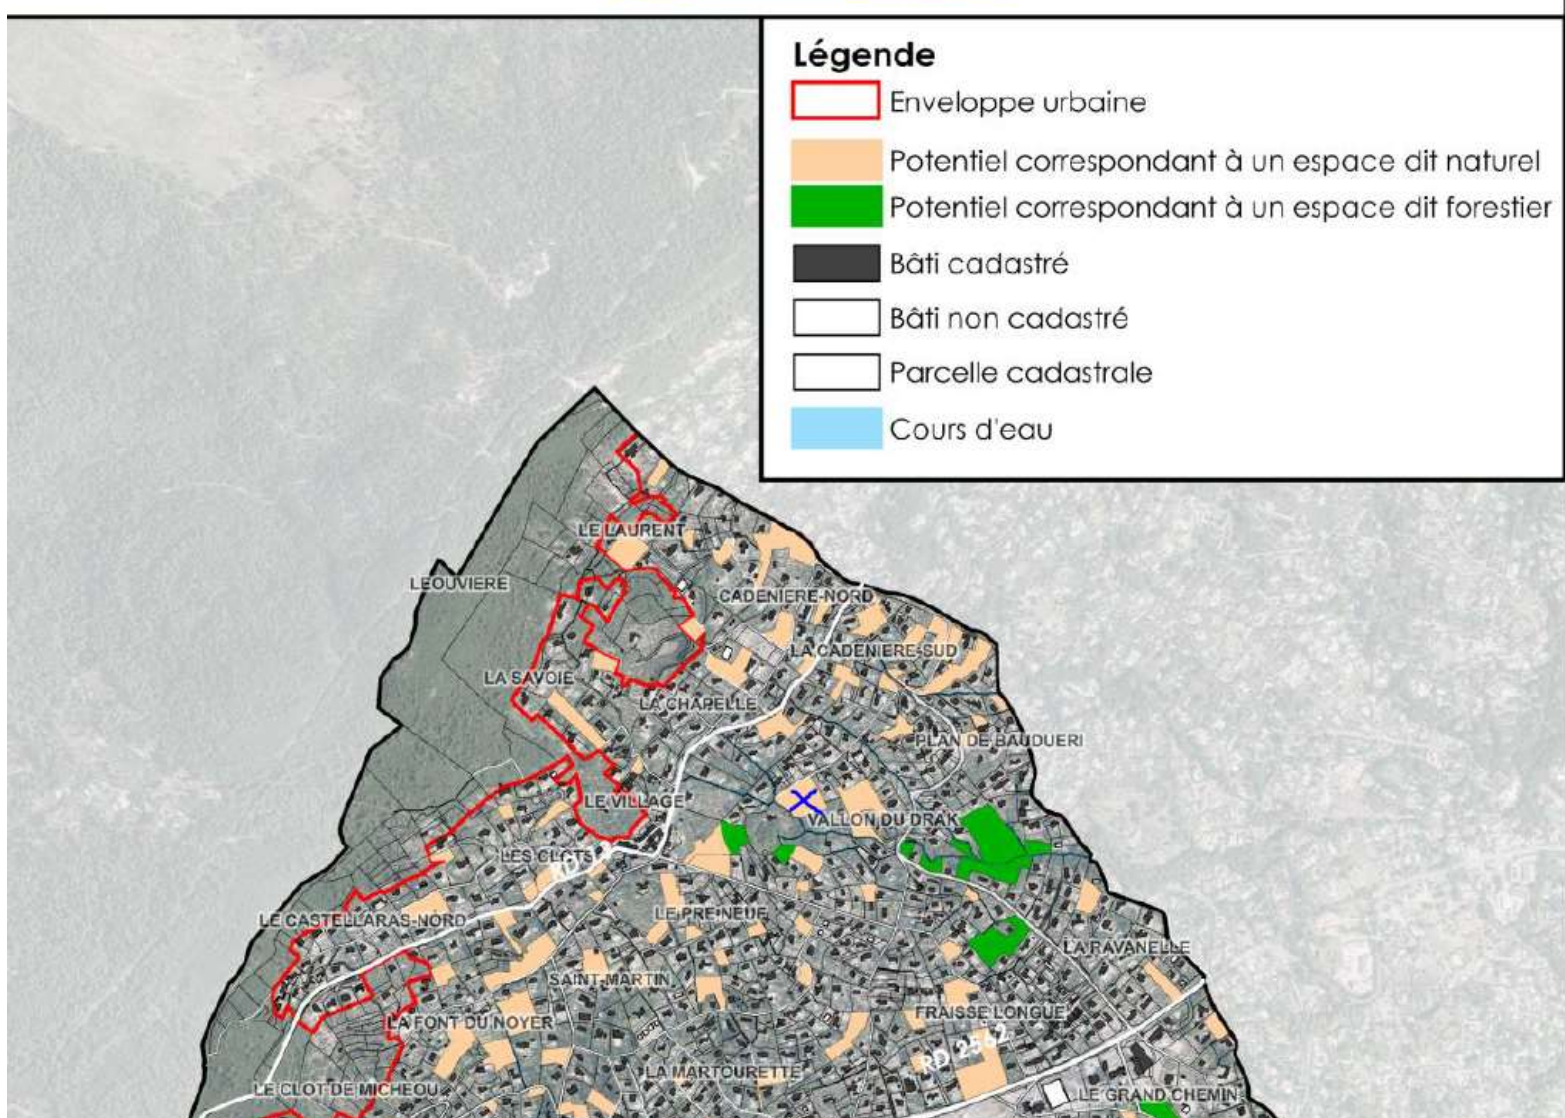 Légende
Enveloppe urbaine
Potentiel correspondant à un espace dit naturel
Potentiel correspondant à un espace dit forestier
Bâti cadastré
Bâti non cadastré
Parcelle cadastrale
Cours d'eau
LE LAURENT
LEOUVIERE
CADENIERE-NORD
LA CADENIERE-SUD
LA SAVOIE
LA CHAPELLE
PLAN DE BAUDUERI
LE VILLAGE
VALLON DU DRAK
LES CLOTS
LE CASTELLARAS-NORD
LE PRE NEUF
LA RAVANELLE
SAINT-MARTIN
FRAISSE LONGUE
LA FONT DU NOYER
RD 2562
LA MARTOURETTE
LE CLOT DE MICHEOU
LE GRAND CHEMIN